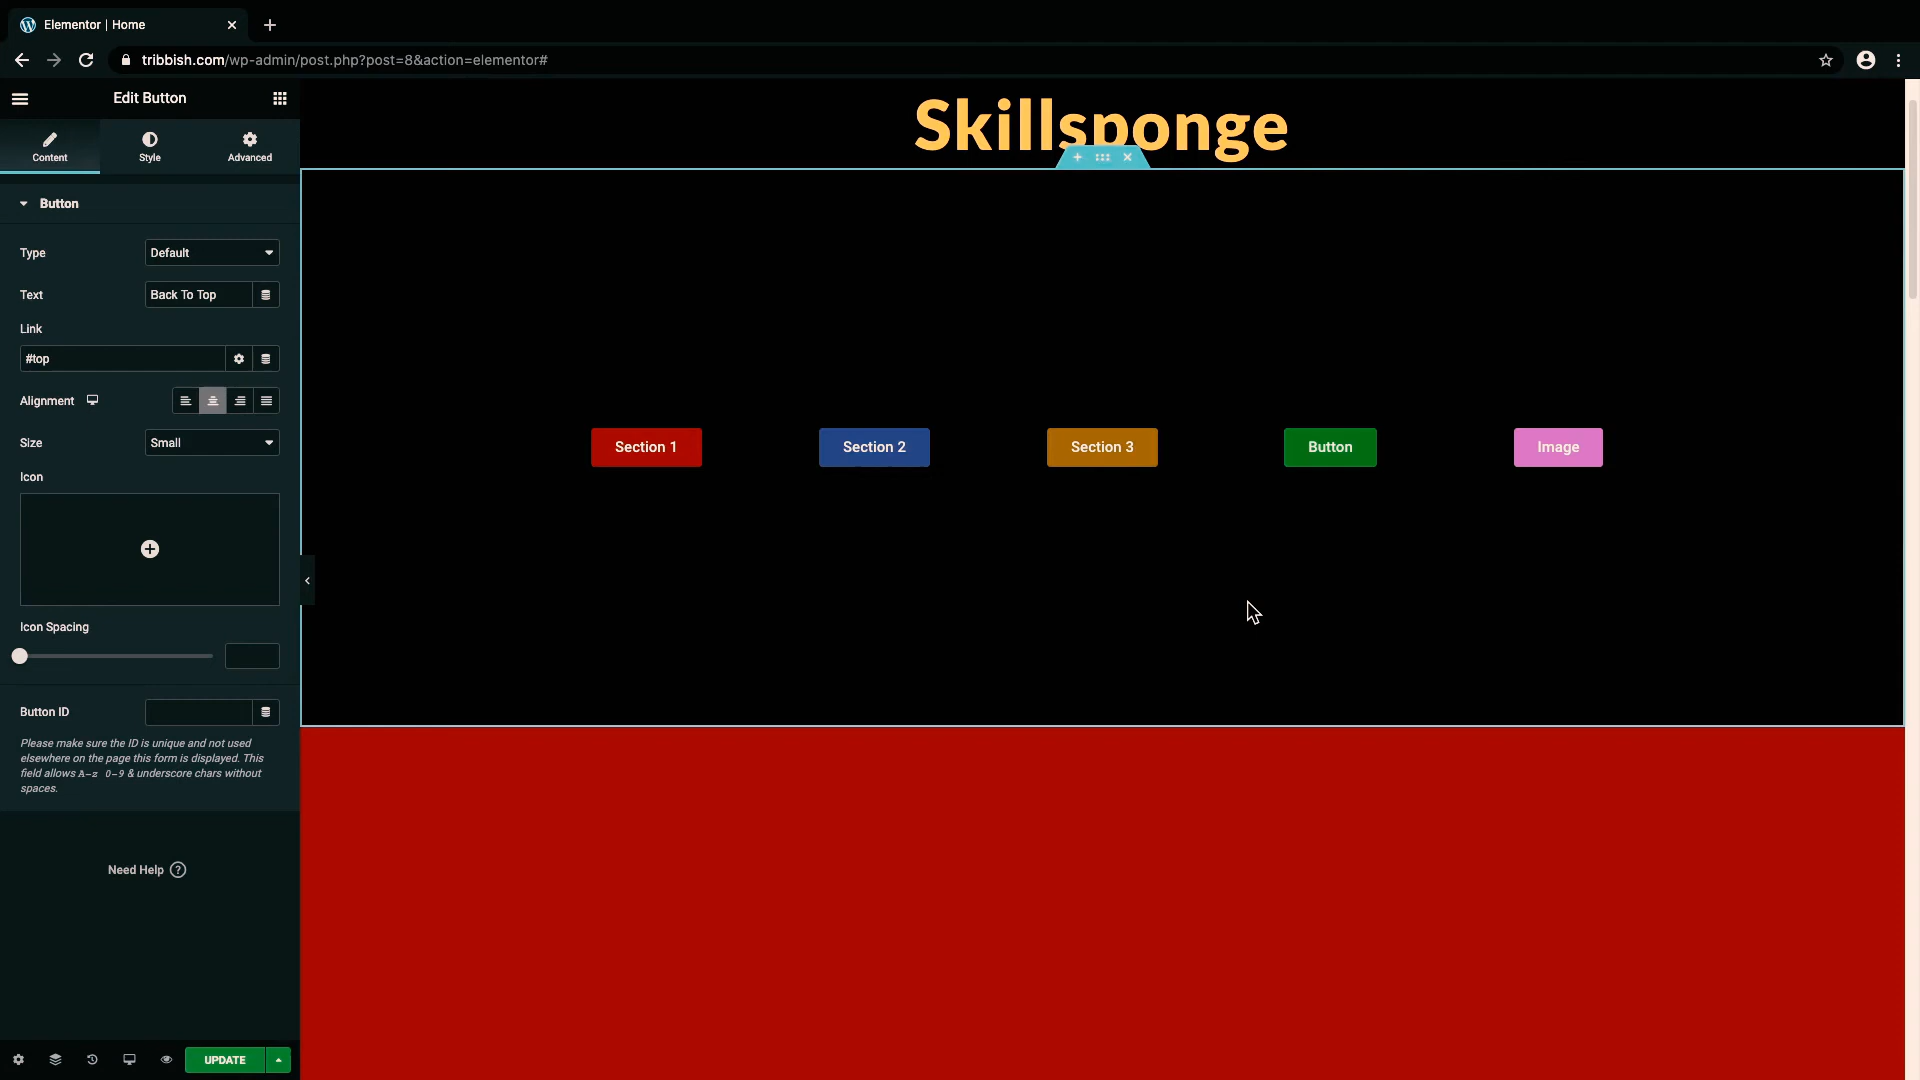 Elementor | Home
tribbish.com/wp-admin/post.php?post=8&action=elementor#
Edit Button
Content
Style
Advanced
Button
Type
Default
Text
Back To Top
Link
#top
Alignment
Size
Small
Icon
Icon Spacing
Button ID
Please make sure the ID is unique and not used
elsewhere on the page this form is displayed. This
field allows A-z 0-9 & underscore chars without
spaces.
Need Help ?
UPDATE
Skillsponge
Section 1
Section 2
Section 3
Button
Image